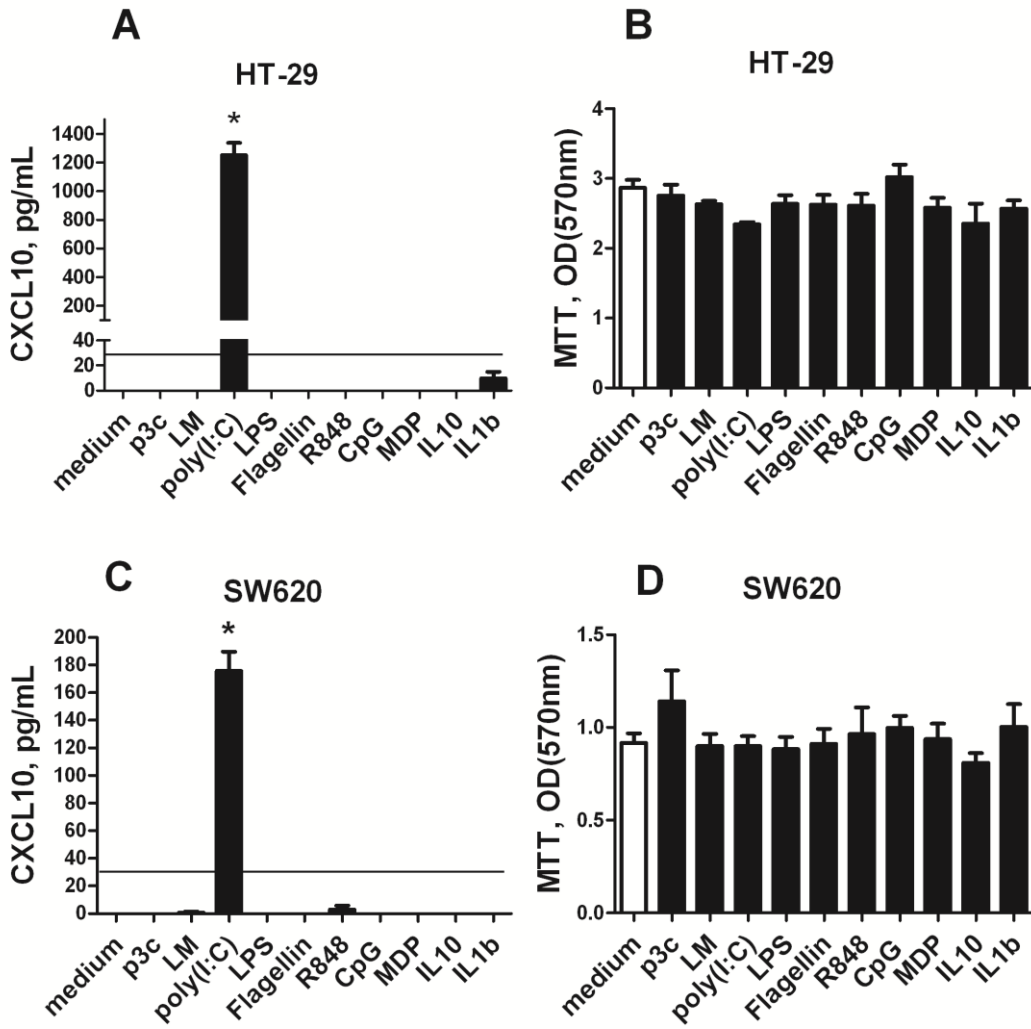 A
HT-29
CXCL10, pg/mL
1400
1200
1000
800
600
400
200
40
20
0
*
medium
p3c
LM
poly(I:C)
LPS
Flagellin
R848
CpG
MDP
IL10
IL1b
B
HT-29
MTT, OD(570nm)
4
3
2
1
0
medium
p3c
LM
poly(I:C)
LPS
Flagellin
R848
CpG
MDP
IL10
IL1b
C
SW620
CXCL10, pg/mL
200
180
160
140
120
100
80
60
40
20
0
*
medium
p3c
LM
poly(I:C)
LPS
Flagellin
R848
CpG
MDP
IL10
IL1b
D
SW620
MTT, OD(570nm)
1.5
1.0
0.5
0.0
medium
p3c
LM
poly(I:C)
LPS
Flagellin
R848
CpG
MDP
IL10
IL1b